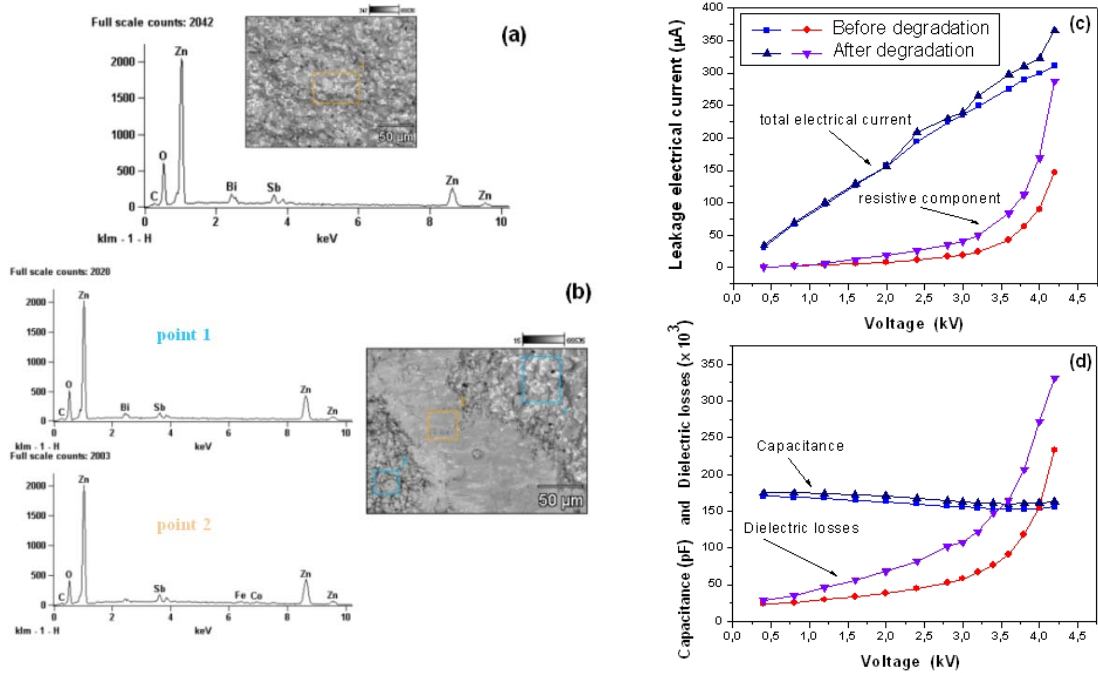 Full scale counts: 2042
(a)
Zn
2000
1500
1000
500
0
O
C
Bi
Sb
Zn
Zn
0 2 4 6 8 10
klm - 1 - H keV
50 µm
Full scale counts: 2020
(b)
Zn
2000
1500
1000
500
0
point 1
O
C
Bi
Sb
Zn
Zn
0 2 4 6 8 10
klm - 1 - H keV
Full scale counts: 2003
Zn
2000
1500
1000
500
0
point 2
O
C
Sb
Fe Co
Zn
Zn
0 2 4 6 8 10
klm - 1 - H keV
50 µm
(c)
Leakage electrical current (µA)
400
350
300
250
200
150
100
50
0
Before degradation
After degradation
total electrical current
resistive component
0,0 0,5 1,0 1,5 2,0 2,5 3,0 3,5 4,0 4,5
Voltage (kV)
(d)
Capacitance (pF) and Dielectric losses (× 10³)
350
300
250
200
150
100
50
0
Capacitance
Dielectric losses
0,0 0,5 1,0 1,5 2,0 2,5 3,0 3,5 4,0 4,5
Voltage (kV)